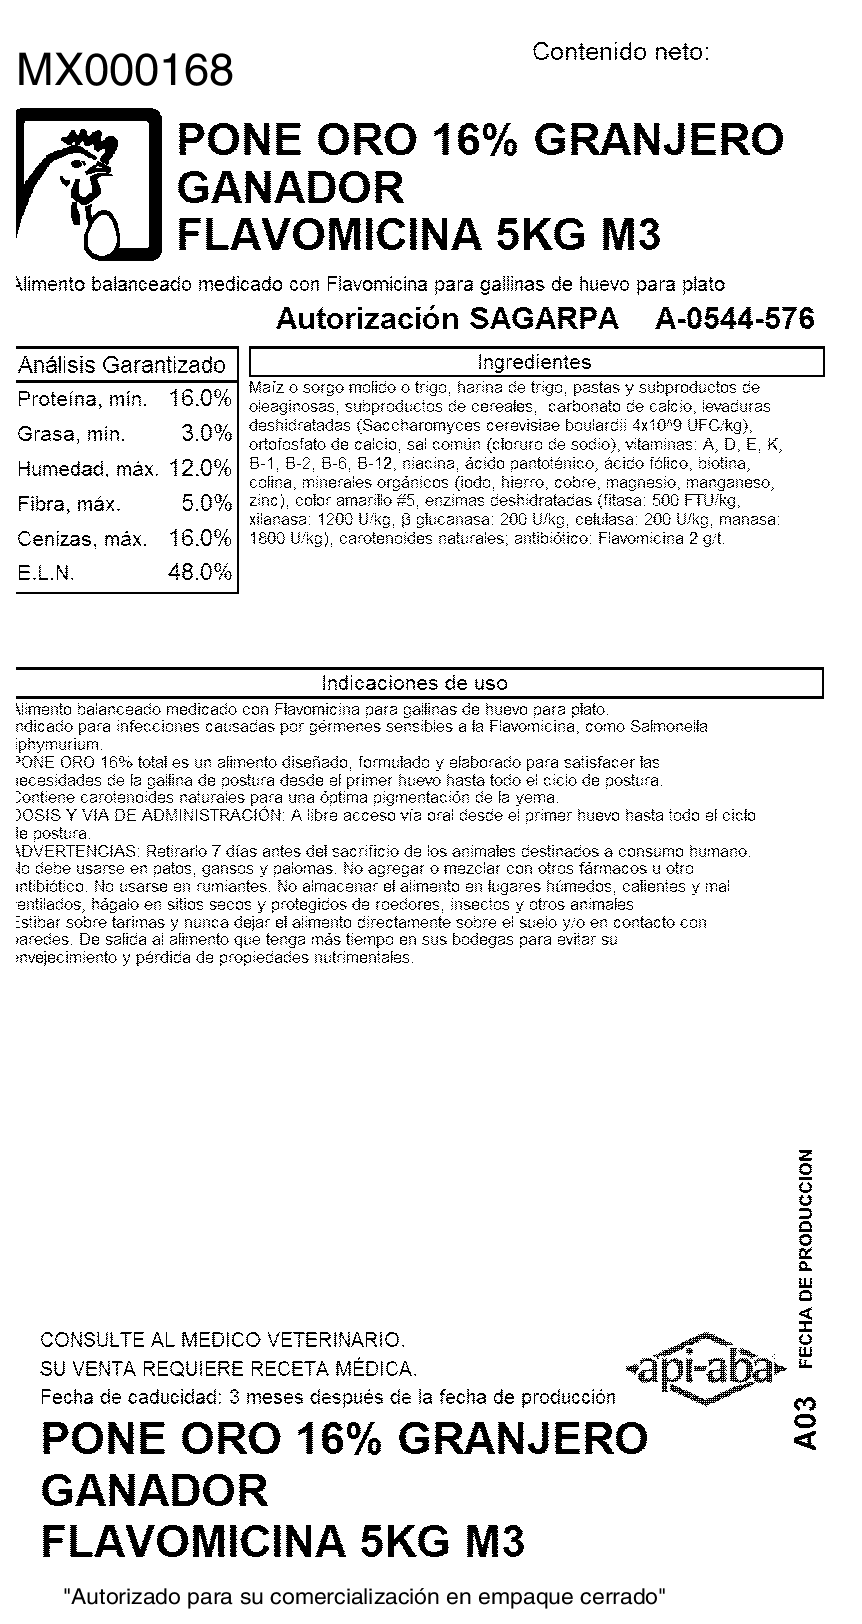 Contenido neto:
MX000168
PONE ORO 16% GRANJERO
GANADOR
FLAVOMICINA 5KG M3
Alimento balanceado medicado con Flavomicina para gallinas de huevo para plato
Autorización SAGARPA A-0544-576
Análisis Garantizado
Proteína, mín. 16.0%
Grasa, mín. 3.0%
Humedad, máx. 12.0%
Fibra, máx. 5.0%
Cenizas, máx. 16.0%
E.L.N. 48.0%
Ingredientes
Maíz o sorgo molido o trigo, harina de trigo, pastas y subproductos de
oleaginosas, subproductos de cereales, carbonato de calcio, levaduras
deshidratadas (Saccharomyces cerevisiae boulardii 4x10^9 UFC/kg),
ortofosfato de calcio, sal común (cloruro de sodio), vitaminas: A, D, E, K,
B-1, B-2, B-6, B-12, niacina, ácido pantoténico, ácido fólico, biotina,
colina, minerales orgánicos (iodo, hierro, cobre, magnesio, manganeso,
zinc), color amarillo #5, enzimas deshidratadas (fitasa: 500 FTU/kg,
xilanasa: 1200 U/kg, β glucanasa: 200 U/kg, celulasa: 200 U/kg, manasa:
1800 U/kg), carotenoides naturales; antibiótico: Flavomicina 2 g/t.
Indicaciones de uso
Alimento balanceado medicado con Flavomicina para gallinas de huevo para plato.
Indicado para infecciones causadas por gérmenes sensibles a la Flavomicina, como Salmonella
tiphymurium.
PONE ORO 16% total es un alimento diseñado, formulado y elaborado para satisfacer las
necesidades de la gallina de postura desde el primer huevo hasta todo el ciclo de postura.
Contiene carotenoides naturales para una óptima pigmentación de la yema.
DOSIS Y VIA DE ADMINISTRACIÓN: A libre acceso vía oral desde el primer huevo hasta todo el ciclo
de postura.
ADVERTENCIAS: Retirarlo 7 días antes del sacrificio de los animales destinados a consumo humano.
No debe usarse en patos, gansos y palomas. No agregar o mezclar con otros fármacos u otro
antibiótico. No usarse en rumiantes. No almacenar el alimento en lugares húmedos, calientes y mal
ventilados, hágalo en sitios secos y protegidos de roedores, insectos y otros animales
Estibar sobre tarimas y nunca dejar el alimento directamente sobre el suelo y/o en contacto con
paredes. De salida al alimento que tenga más tiempo en sus bodegas para evitar su
envejecimiento y pérdida de propiedades nutrimentales.
A03 FECHA DE PRODUCCION
CONSULTE AL MEDICO VETERINARIO.
SU VENTA REQUIERE RECETA MÉDICA.
Fecha de caducidad: 3 meses después de la fecha de producción
api-aba
PONE ORO 16% GRANJERO
GANADOR
FLAVOMICINA 5KG M3
"Autorizado para su comercialización en empaque cerrado"